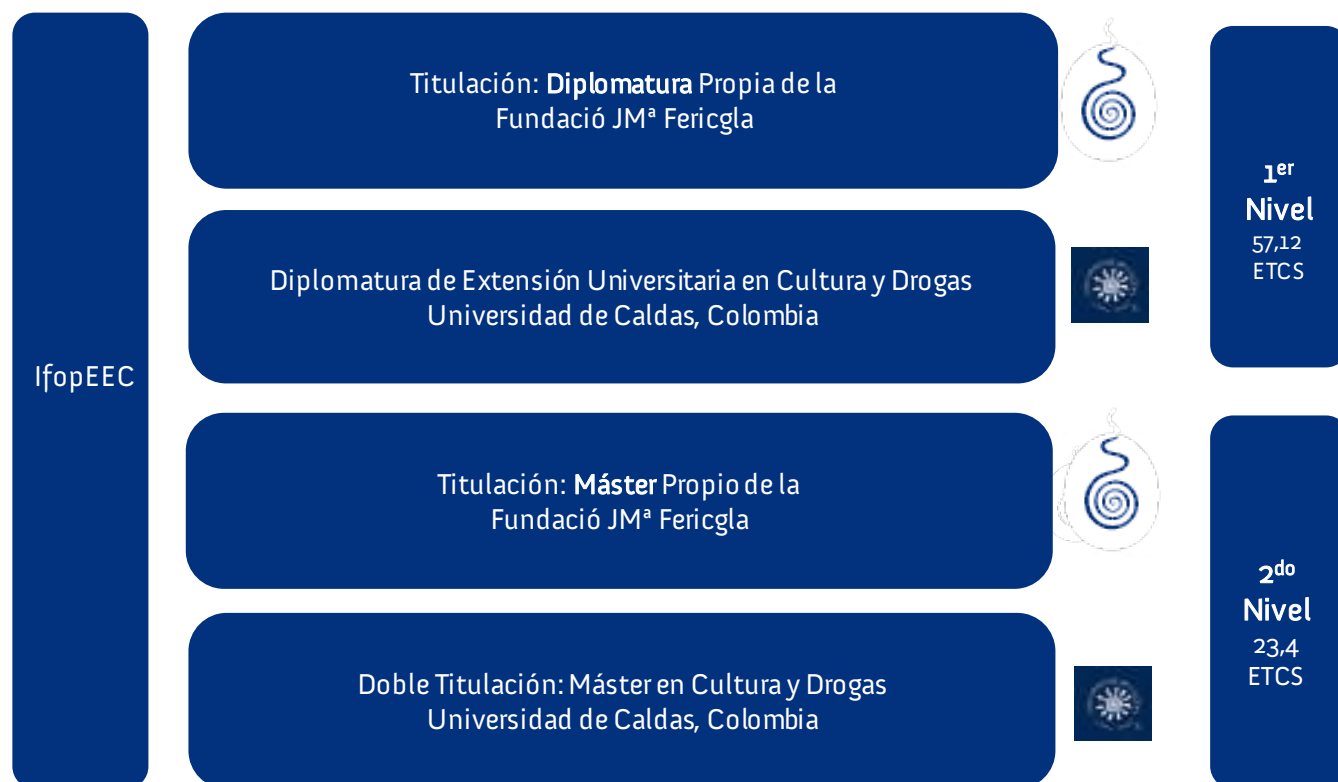 IfopEEC
Titulación: Diplomatura Propia de la
Fundació JMª Fericgla
Diplomatura de Extensión Universitaria en Cultura y Drogas
Universidad de Caldas, Colombia
1er
Nivel
57,12
ETCS
Titulación: Máster Propio de la
Fundació JMª Fericgla
Doble Titulación: Máster en Cultura y Drogas
Universidad de Caldas, Colombia
2do
Nivel
23,4
ETCS